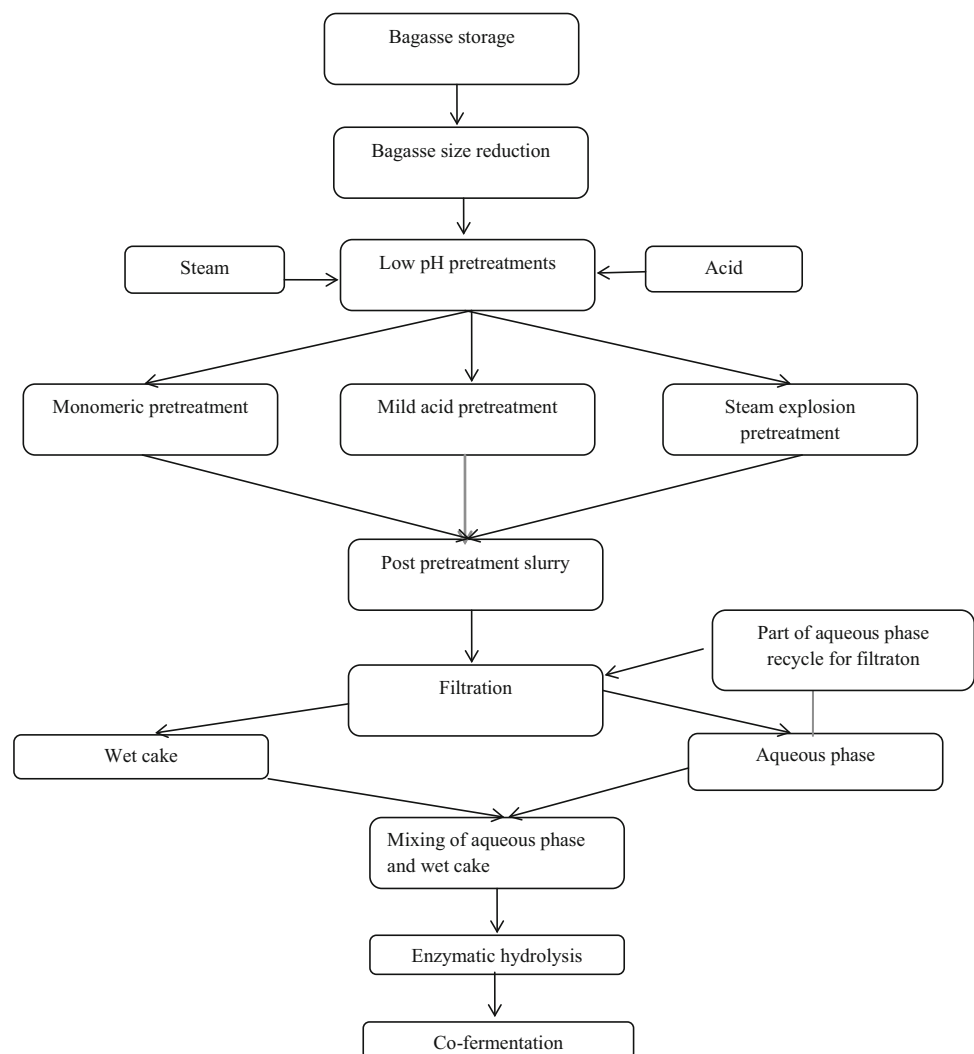 Bagasse storage
Bagasse size reduction
Steam
Low pH pretreatments
Acid
Monomeric pretreatment
Mild acid pretreatment
Steam explosion
pretreatment
Post pretreatment slurry
Part of aqueous phase
recycle for filtraton
Filtration
Wet cake
Aqueous phase
Mixing of aqueous phase
and wet cake
Enzymatic hydrolysis
Co-fermentation